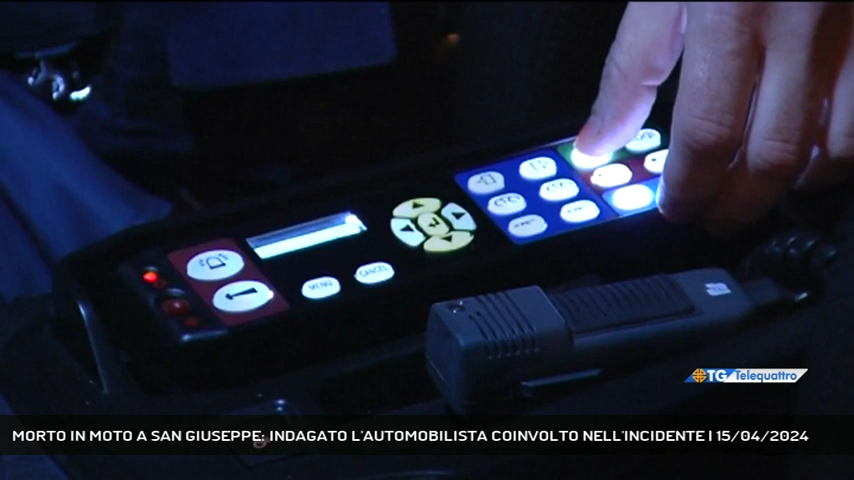 MENU
CANCEL
TG Telequattro
MORTO IN MOTO A SAN GIUSEPPE: INDAGATO L'AUTOMOBILISTA COINVOLTO NELL'INCIDENTE | 15/04/2024